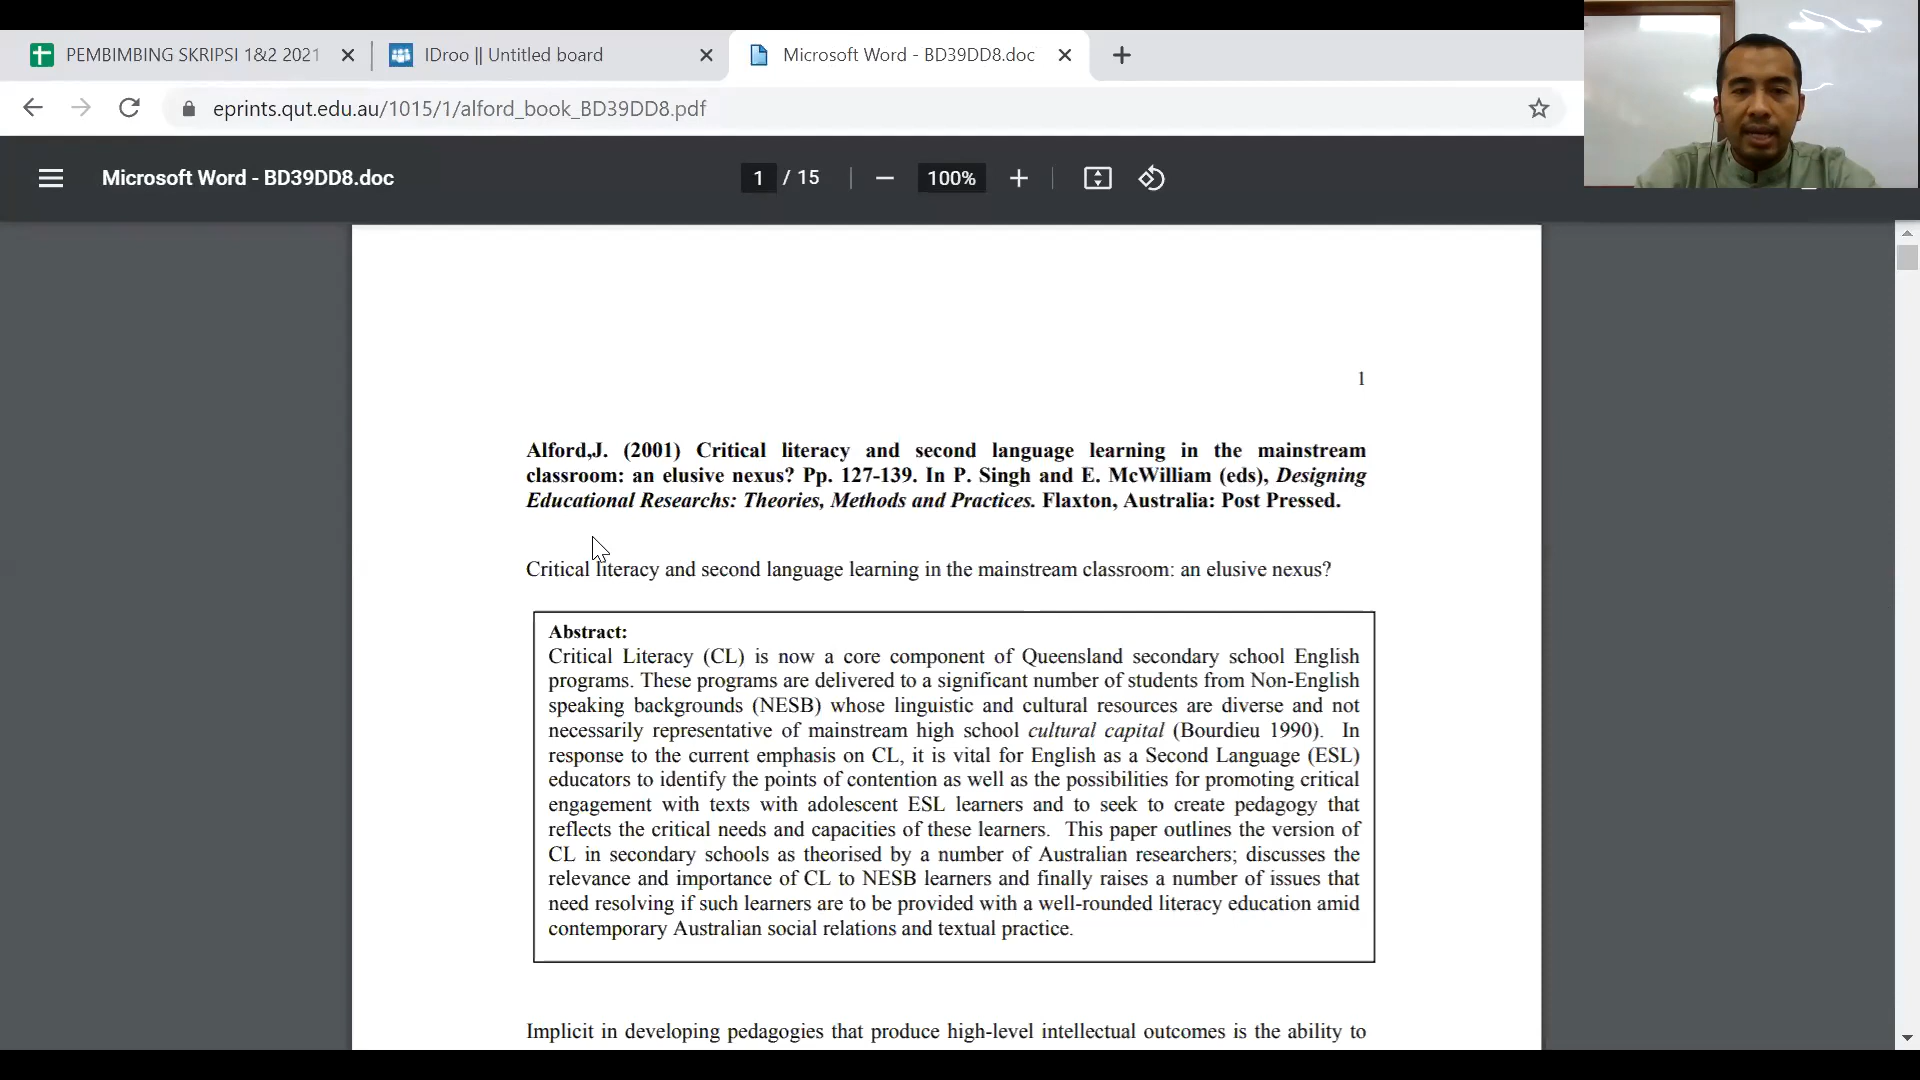 PEMBIMBING SKRIPSI 1&2 2021
IDroo || Untitled board
Microsoft Word - BD39DD8.doc
eprints.qut.edu.au/1015/1/alford_book_BD39DD8.pdf
Microsoft Word - BD39DD8.doc
1 / 15
100%
1
Alford,J. (2001) Critical literacy and second language learning in the mainstream
classroom: an elusive nexus? Pp. 127-139. In P. Singh and E. McWilliam (eds), Designing
Educational Researchs: Theories, Methods and Practices. Flaxton, Australia: Post Pressed.
Critical literacy and second language learning in the mainstream classroom: an elusive nexus?
Abstract:
Critical Literacy (CL) is now a core component of Queensland secondary school English
programs. These programs are delivered to a significant number of students from Non-English
speaking backgrounds (NESB) whose linguistic and cultural resources are diverse and not
necessarily representative of mainstream high school cultural capital (Bourdieu 1990). In
response to the current emphasis on CL, it is vital for English as a Second Language (ESL)
educators to identify the points of contention as well as the possibilities for promoting critical
engagement with texts with adolescent ESL learners and to seek to create pedagogy that
reflects the critical needs and capacities of these learners. This paper outlines the version of
CL in secondary schools as theorised by a number of Australian researchers; discusses the
relevance and importance of CL to NESB learners and finally raises a number of issues that
need resolving if such learners are to be provided with a well-rounded literacy education amid
contemporary Australian social relations and textual practice.
Implicit in developing pedagogies that produce high-level intellectual outcomes is the ability to